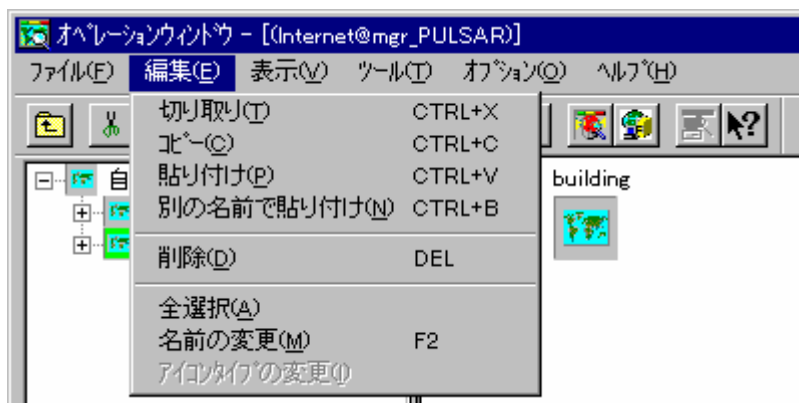 ｵﾍﾟﾚｰｼｮﾝｳｨﾝﾄﾞｳ - [(Internet@mgr_PULSAR)]
ﾌｧｲﾙ(F) 編集(E) 表示(V) ﾂｰﾙ(T) ｵﾌﾟｼｮﾝ(O) ﾍﾙﾌﾟ(H)
切り取り(T) CTRL+X
ｺﾋﾟｰ(C) CTRL+C
貼り付け(P) CTRL+V
別の名前で貼り付け(N) CTRL+B
削除(D) DEL
全選択(A)
名前の変更(M) F2
ｱｲｺﾝﾀｲﾌﾟの変更(I)
自
building